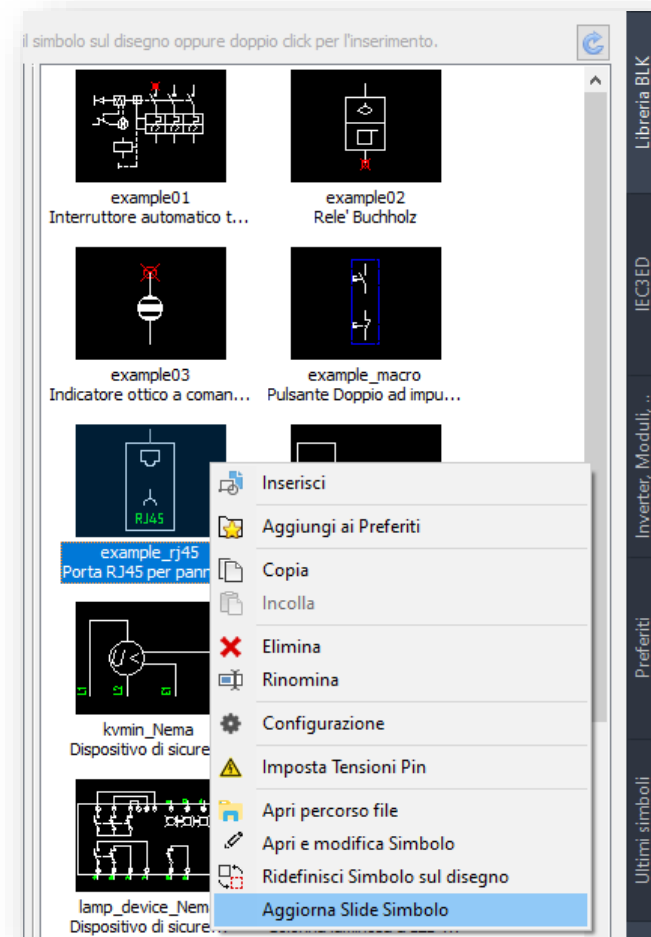 il simbolo sul disegno oppure doppio click per l'inserimento.
example01
Interruttore automatico t...
example02
Rele' Buchholz
example03
Indicatore ottico a coman...
example_macro
Pulsante Doppio ad impu...
RJ45
example_rj45
Porta RJ45 per pann
kvmin_Nema
Dispositivo di sicure
lamp_device_Nem
Dispositivo di sicure...
Inserisci
Aggiungi ai Preferiti
Copia
Incolla
Elimina
Rinomina
Configurazione
Imposta Tensioni Pin
Apri percorso file
Apri e modifica Simbolo
Ridefinisci Simbolo sul disegno
Aggiorna Slide Simbolo
Libreria BLK
IEC3ED
Inverter, Moduli, ..
Preferiti
Ultimi simboli